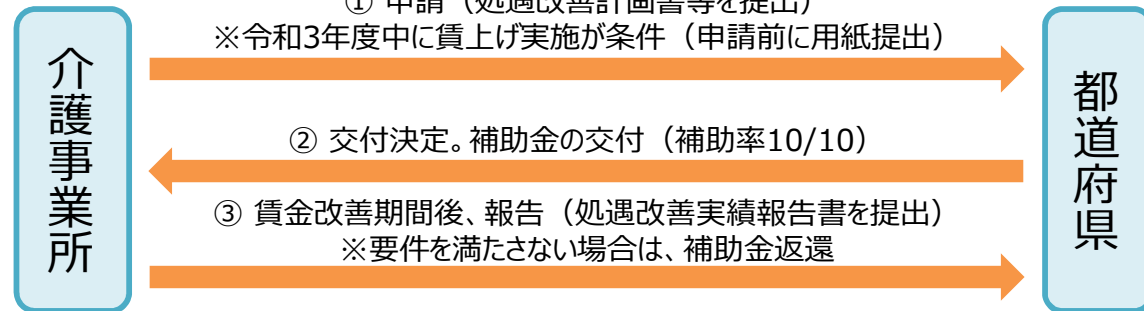 ① 申請（処遇改善計画書等を提出）
※令和3年度中に賃上げ実施が条件（申請前に用紙提出）
介護事業所
② 交付決定。補助金の交付（補助率10/10）
③ 賃金改善期間後、報告（処遇改善実績報告書を提出）
※要件を満たさない場合は、補助金返還
都道府県